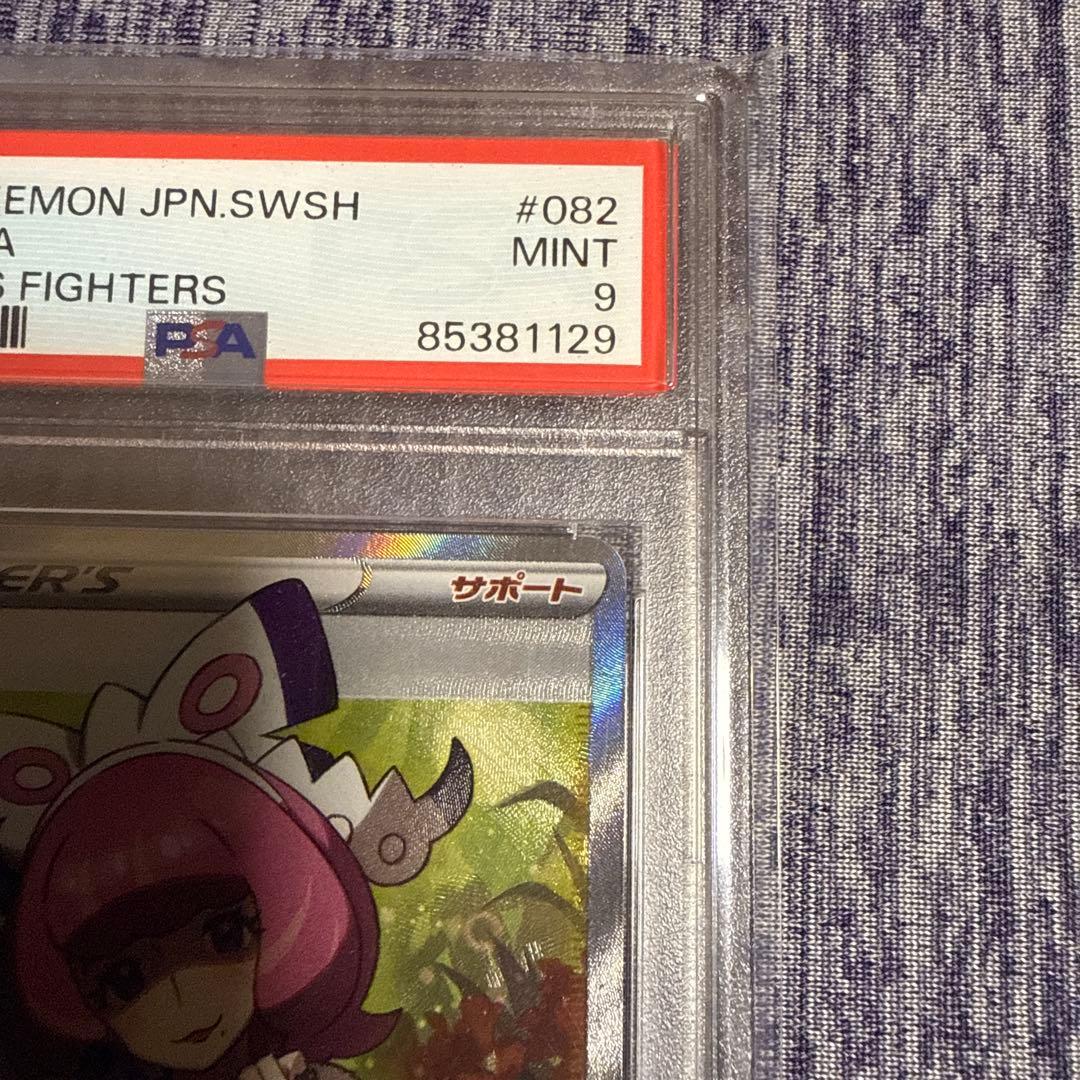 EMON JPN.SWSH #082
A MINT
S FIGHTERS 9
PSA 85381129
ER'S サポート